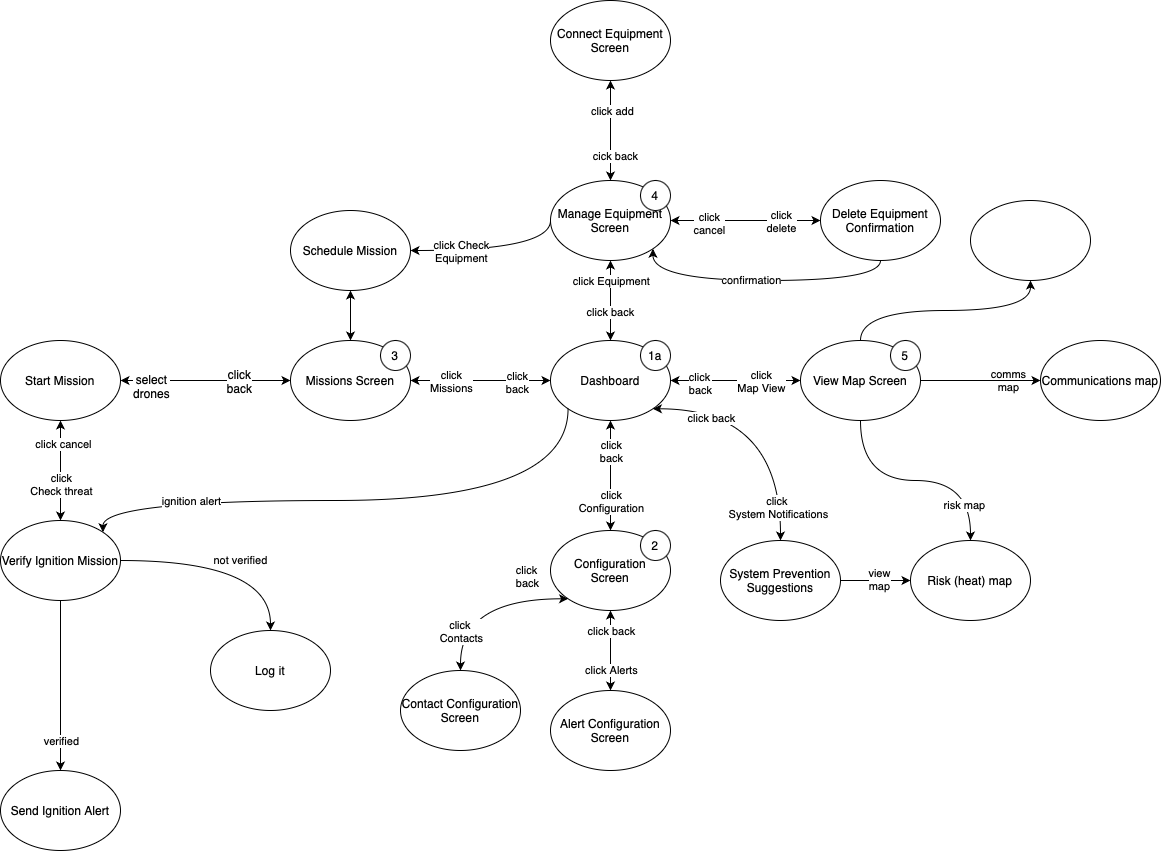 Connect Equipment
Screen
click add
cick back
4
Manage Equipment
Screen
click
cancel
click
delete
Delete Equipment
Confirmation
Schedule Mission
click Check
Equipment
confirmation
click Equipment
click back
3
1a
5
Start Mission
select
drones
click
back
Missions Screen
click
Missions
click
back
Dashboard
click
back
click
Map View
View Map Screen
comms
map
Communications map
click back
click cancel
click
back
click
Check threat
click
Configuration
ignition alert
click
System Notifications
risk map
2
Verify Ignition Mission
not verified
Configuration
Screen
click
back
System Prevention
Suggestions
view
map
Risk (heat) map
click
Contacts
click back
Log it
click Alerts
Contact Configuration
Screen
Alert Configuration
Screen
verified
Send Ignition Alert